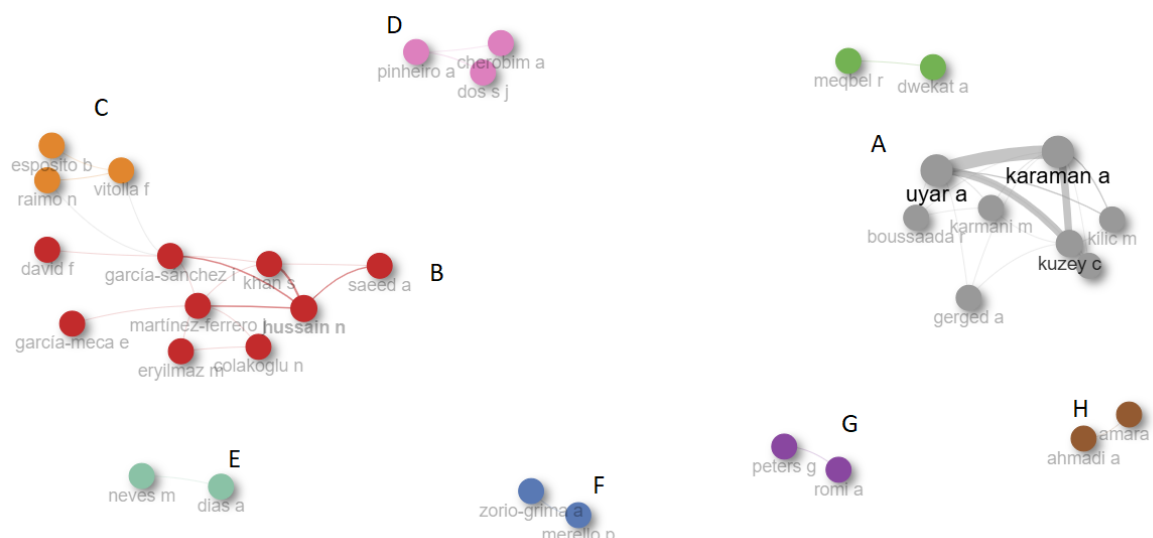 D
pinheiro a
cherobim a
dos s j
meqbel r
dwekat a
C
esposito b
raimo n
vitolla f
A
uyar a
karaman a
boussaada r
karmani m
kilic m
kuzey c
gerged a
david f
garcía-sánchez i
khan s
saeed a
B
martínez-ferrero j
hussain n
garcía-meca e
eryilmaz m
colakoglu n
H
amara
ahmadi a
G
peters g
romi a
E
neves m
dias a
F
zorio-grima a
merello p